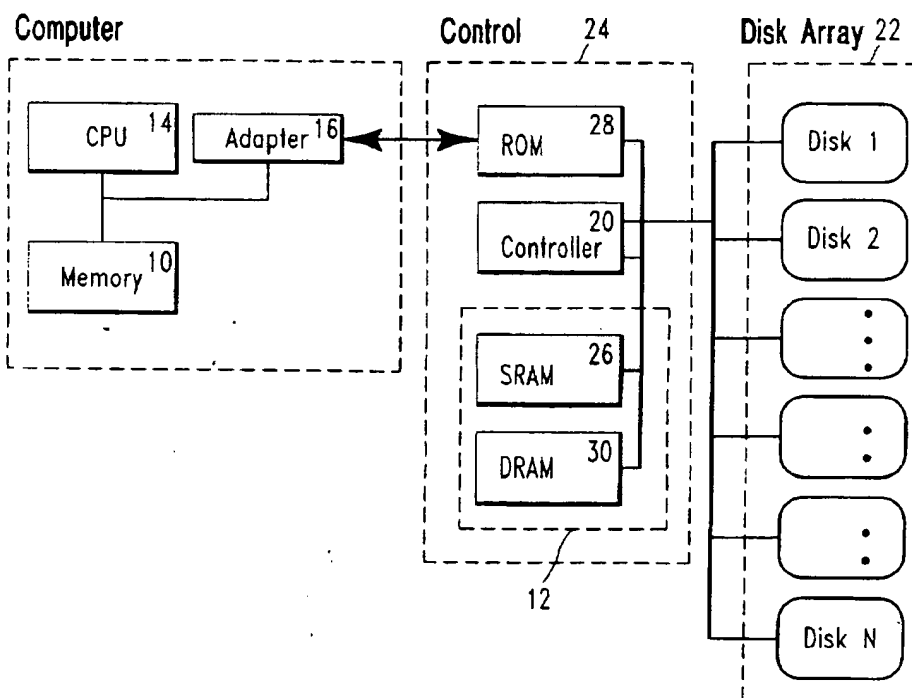 Computer
CPU 14
Adapter 16
Memory 10
Control 24
ROM 28
Controller 20
SRAM 26
DRAM 30
12
Disk Array 22
Disk 1
Disk 2
Disk N